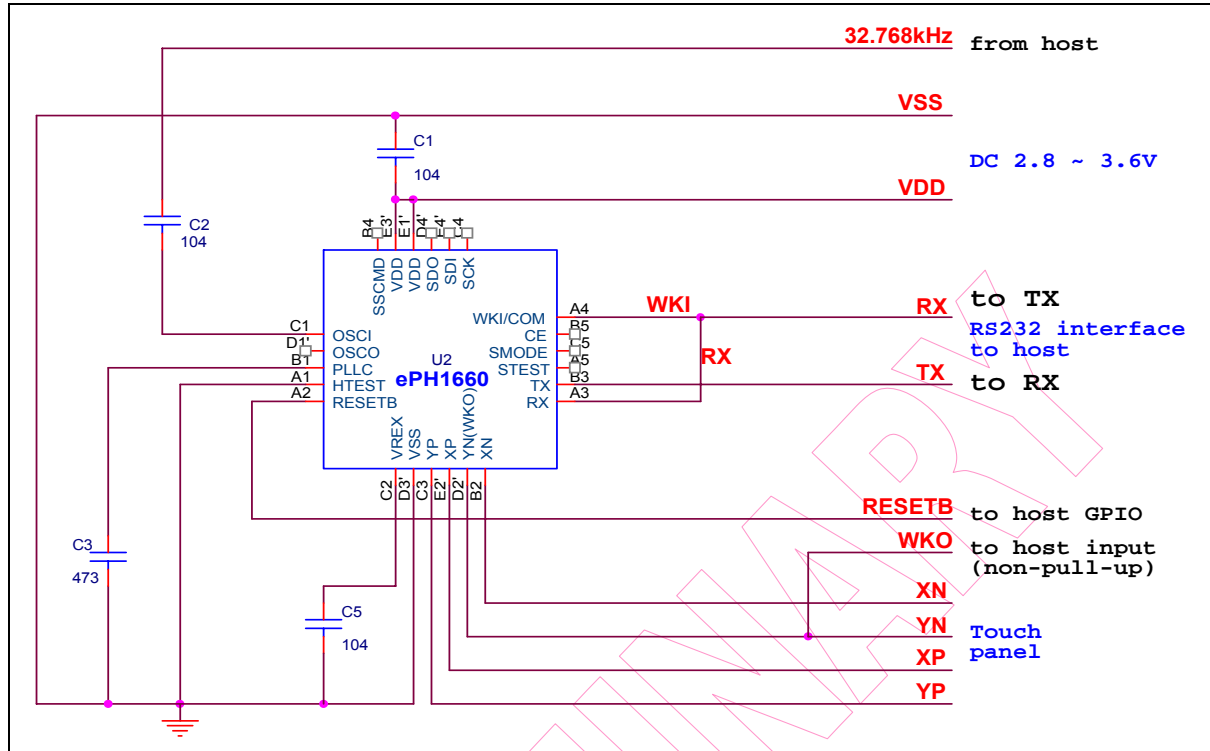 32.768kHz from host
VSS
C1
104
DC 2.8 ~ 3.6V
VDD
C2
104
B4 E3' E1' D4' E4' C4
SSCMD VDD VDD SDO SDI SCK
C1 OSCI
D1' OSCO
B1 PLLC
A1 HTEST
A2 RESETB
U2
ePH1660
WKI/COM A4
CE B5
SMODE C5
STEST A5
TX B3
RX A3
WKI
RX
RX to TX
RS232 interface
to host
TX to RX
VREX VSS YP XP YN(WKO) XN
C2 D3' C3 E2' D2' B2
RESETB to host GPIO
WKO to host input
(non-pull-up)
C3
473
C5
104
XN
YN Touch
panel
XP
YP